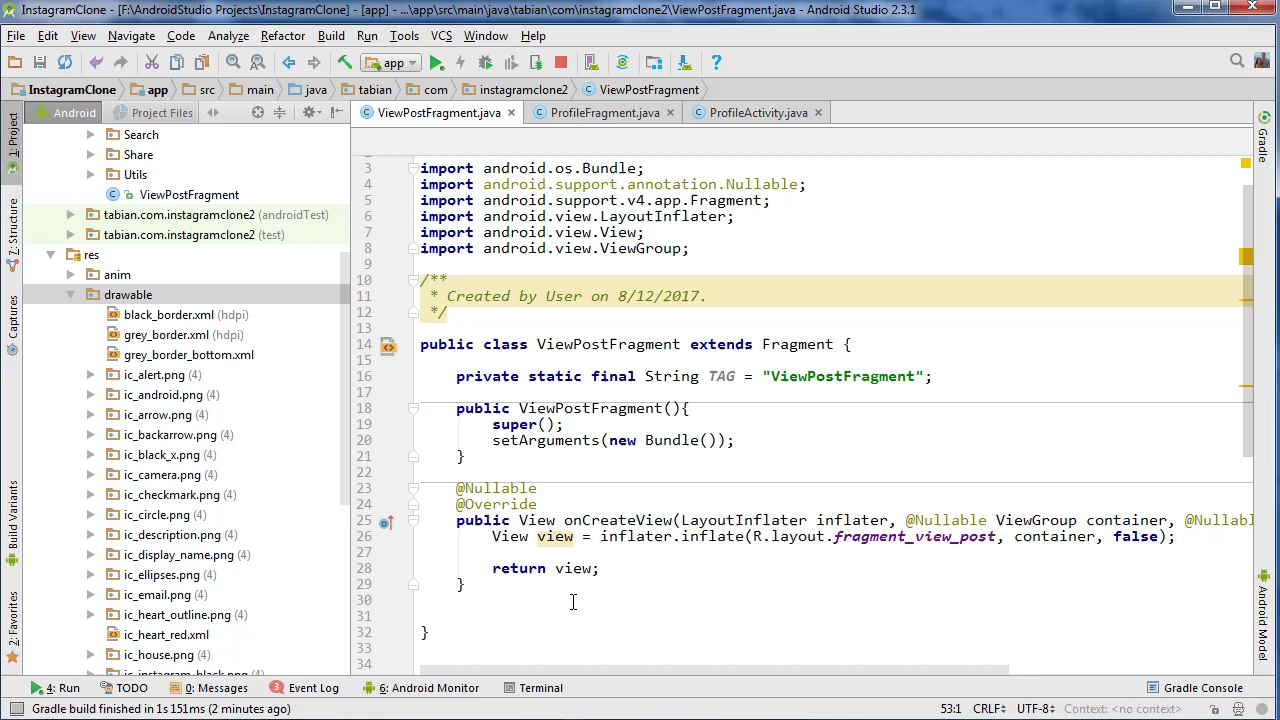 InstagramClone - [F:\AndroidStudio Projects\InstagramClone] - [app] - ...\app\src\main\java\tabian\com\instagramclone2\ViewPostFragment.java - Android Studio 2.3.1
File Edit View Navigate Code Analyze Refactor Build Run Tools VCS Window Help
app
InstagramClone app src main java tabian com instagramclone2 ViewPostFragment
Android Project Files
ViewPostFragment.java ProfileFragment.java ProfileActivity.java
1: Project
7: Structure
Captures
Build Variants
2: Favorites
Search
Share
Utils
ViewPostFragment
tabian.com.instagramclone2 (androidTest)
tabian.com.instagramclone2 (test)
res
anim
drawable
black_border.xml (hdpi)
grey_border.xml (hdpi)
grey_border_bottom.xml
ic_alert.png (4)
ic_android.png (4)
ic_arrow.png (4)
ic_backarrow.png (4)
ic_black_x.png (4)
ic_camera.png (4)
ic_checkmark.png (4)
ic_circle.png (4)
ic_description.png (4)
ic_display_name.png (4)
ic_ellipses.png (4)
ic_email.png (4)
ic_heart_outline.png (4)
ic_heart_red.xml
ic_house.png (4)
3 import android.os.Bundle;
4 import android.support.annotation.Nullable;
5 import android.support.v4.app.Fragment;
6 import android.view.LayoutInflater;
7 import android.view.View;
8 import android.view.ViewGroup;
9
10 /**
11 * Created by User on 8/12/2017.
12 */
13
14 public class ViewPostFragment extends Fragment {
15
16 private static final String TAG = "ViewPostFragment";
17
18 public ViewPostFragment(){
19 super();
20 setArguments(new Bundle());
21 }
22
23 @Nullable
24 @Override
25 public View onCreateView(LayoutInflater inflater, @Nullable ViewGroup container, @Nullabl
26 View view = inflater.inflate(R.layout.fragment_view_post, container, false);
27
28 return view;
29 }
30
31
32 }
33
34
Gradle
Android Model
4: Run TODO 0: Messages 3 Event Log 6: Android Monitor Terminal Gradle Console
Gradle build finished in 1s 151ms (2 minutes ago) 53:1 CRLF UTF-8 Context: <no context>